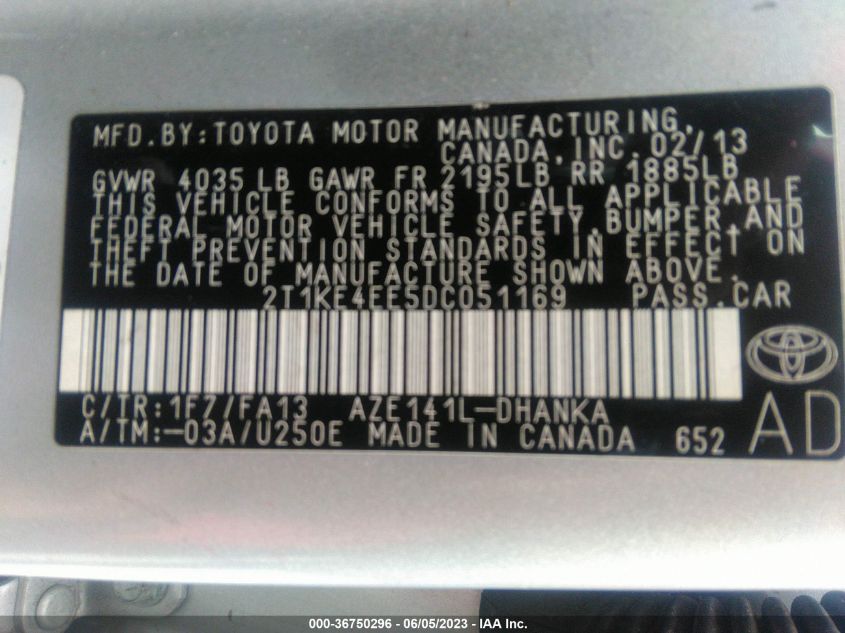 MFD.BY:TOYOTA MOTOR MANUFACTURING,
CANADA,INC. 02/13
GVWR 4035 LB GAWR FR 2195LB RR 1885LB
THIS VEHICLE CONFORMS TO ALL APPLICABLE
FEDERAL MOTOR VEHICLE SAFETY,BUMPER,AND
THEFT PREVENTION STANDARDS IN EFFECT ON
THE DATE OF MANUFACTURE SHOWN ABOVE.
2T1KE4EE5DC051169 PASS.CAR
C/TR:1F7/FA13 AZE141L-DHANKA
A/TM:-03A/U250E MADE IN CANADA 652 AD
000-36750296 - 06/05/2023 - IAA Inc.